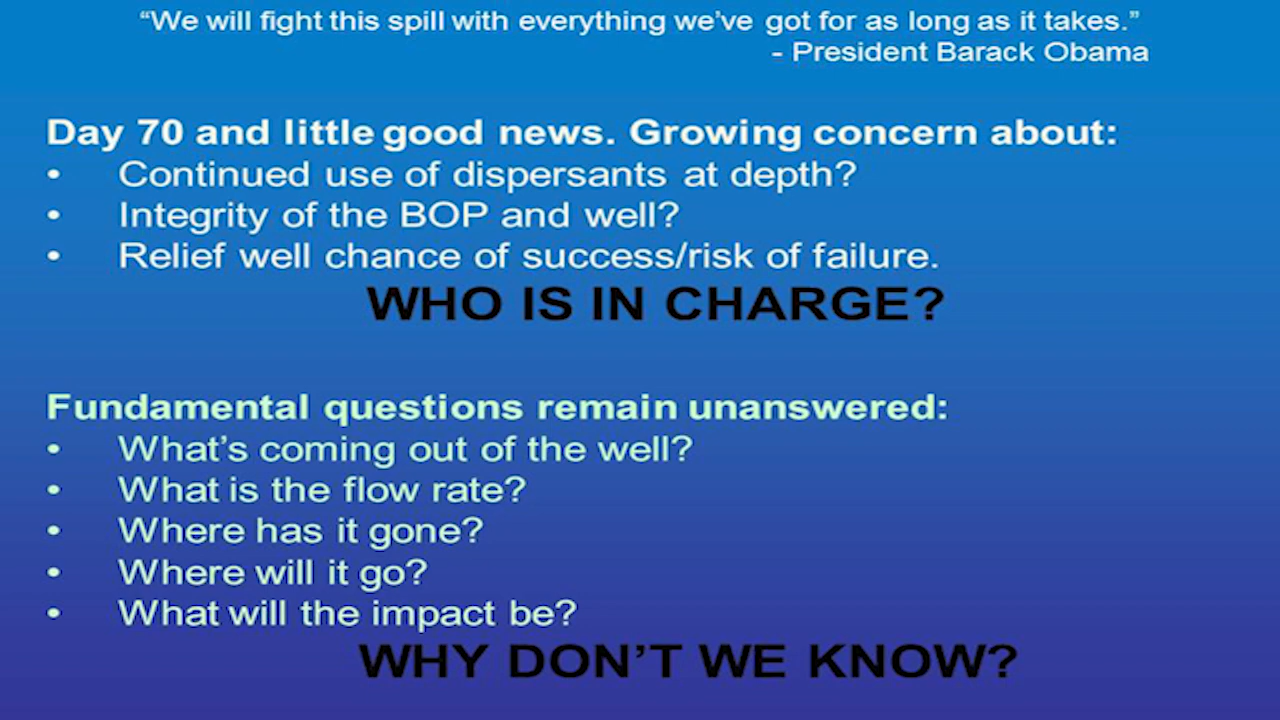 “We will fight this spill with everything we’ve got for as long as it takes.”
- President Barack Obama
Day 70 and little good news. Growing concern about:
• Continued use of dispersants at depth?
• Integrity of the BOP and well?
• Relief well chance of success/risk of failure.
WHO IS IN CHARGE?
Fundamental questions remain unanswered:
• What’s coming out of the well?
• What is the flow rate?
• Where has it gone?
• Where will it go?
• What will the impact be?
WHY DON’T WE KNOW?